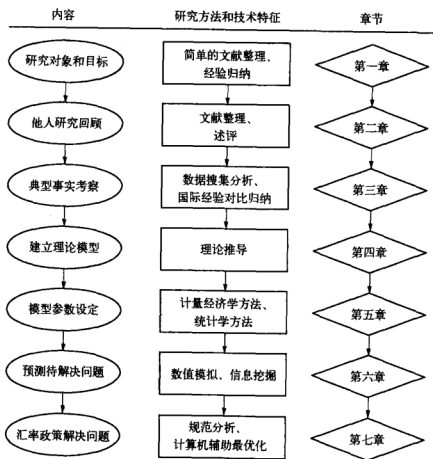 内容 研究方法和技术特征 章节
研究对象和目标
简单的文献整理、
经验归纳
第一章
他人研究回顾
文献整理、
述评
第二章
典型事实考察
数据搜集分析、
国际经验对比归纳
第三章
建立理论模型
理论推导
第四章
模型参数设定
计量经济学方法、
统计学方法
第五章
预测待解决问题
数值模拟、信息挖掘
第六章
汇率政策解决问题
规范分析、
计算机辅助最优化
第七章